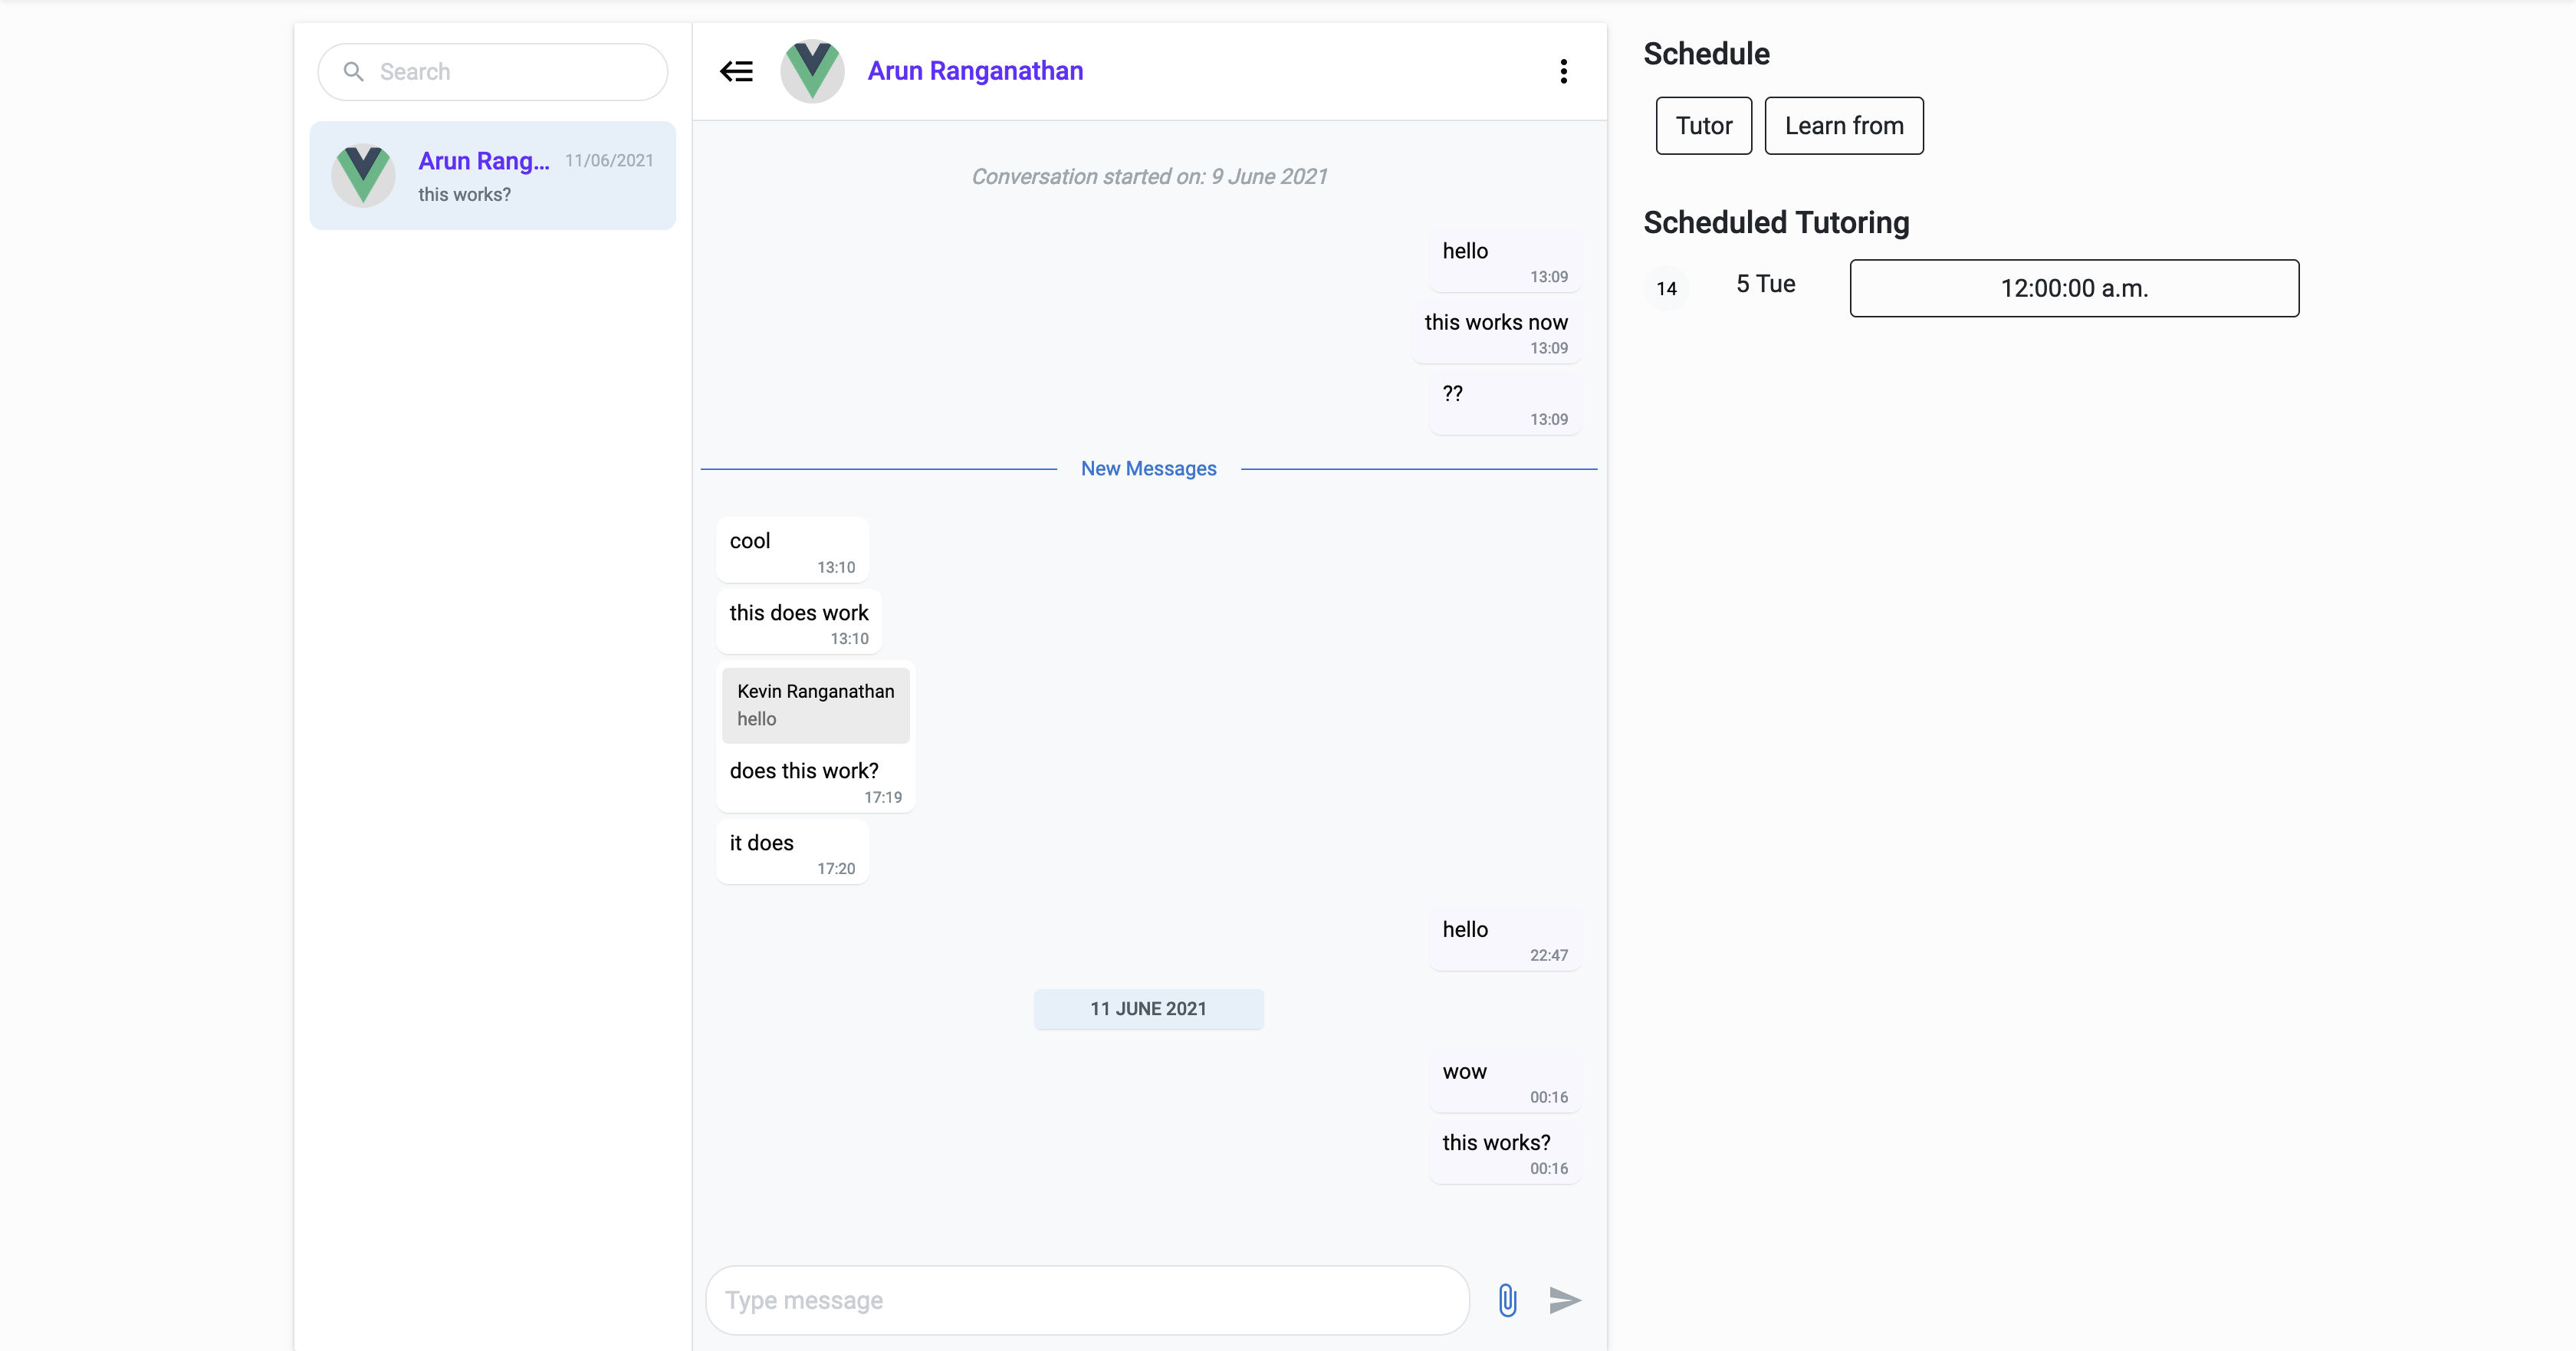 Search
Arun Rang... 11/06/2021
this works?
Arun Ranganathan
Conversation started on: 9 June 2021
hello
13:09
this works now
13:09
??
13:09
New Messages
cool
13:10
this does work
13:10
Kevin Ranganathan
hello
does this work?
17:19
it does
17:20
hello
22:47
11 JUNE 2021
wow
00:16
this works?
00:16
Type message
Schedule
Tutor Learn from
Scheduled Tutoring
14 5 Tue 12:00:00 a.m.